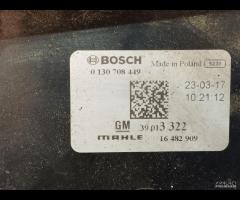 BOSCH Made in Poland
0 130 708 449
23-03-17
10:21:12
GM 39 013 322
MAHLE 16 482 909